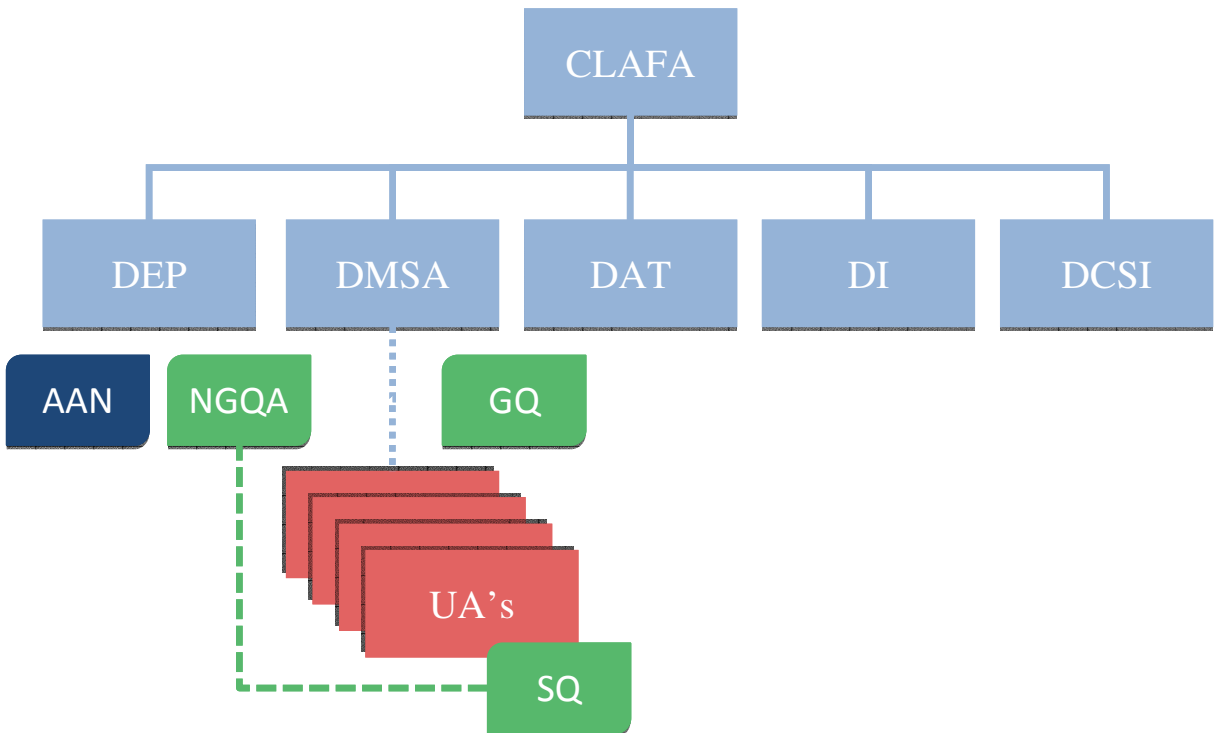 CLAFA
DEP
DMSA
DAT
DI
DCSI
AAN
NGQA
GQ
UA’s
SQ